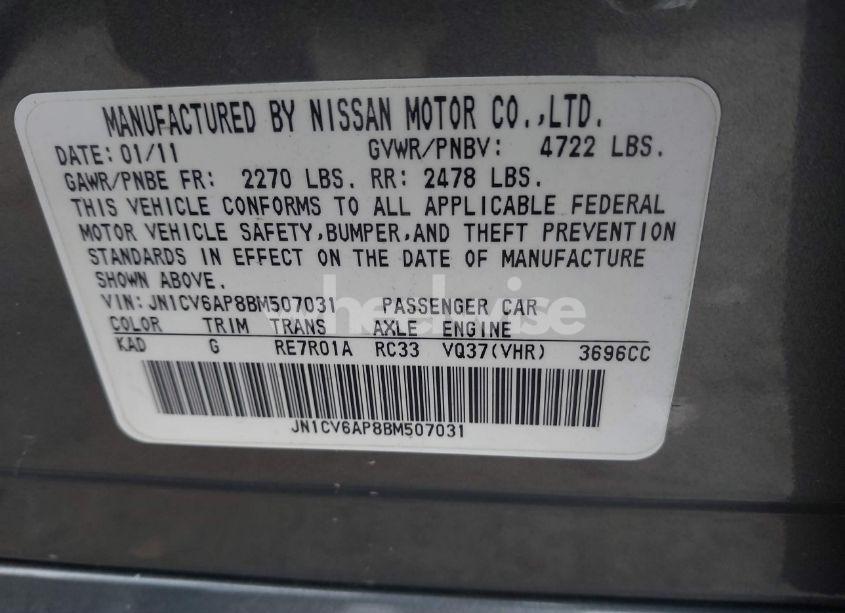 MANUFACTURED BY NISSAN MOTOR CO.,LTD.
DATE: 01/11 GVWR/PNBV: 4722 LBS.
GAWR/PNBE FR: 2270 LBS. RR: 2478 LBS.
THIS VEHICLE CONFORMS TO ALL APPLICABLE FEDERAL
MOTOR VEHICLE SAFETY,BUMPER,AND THEFT PREVENTION
STANDARDS IN EFFECT ON THE DATE OF MANUFACTURE
SHOWN ABOVE.
VIN:JN1CV6AP8BM507031 PASSENGER CAR
COLOR TRIM TRANS AXLE ENGINE
KAD G RE7R01A RC33 VQ37(VHR) 3696CC
JN1CV6AP8BM507031